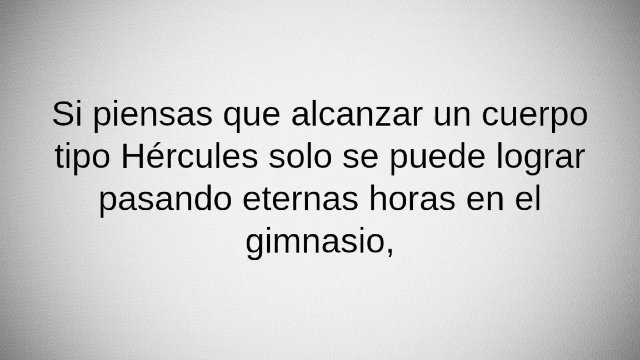 Si piensas que alcanzar un cuerpo
tipo Hércules solo se puede lograr
pasando eternas horas en el
gimnasio,